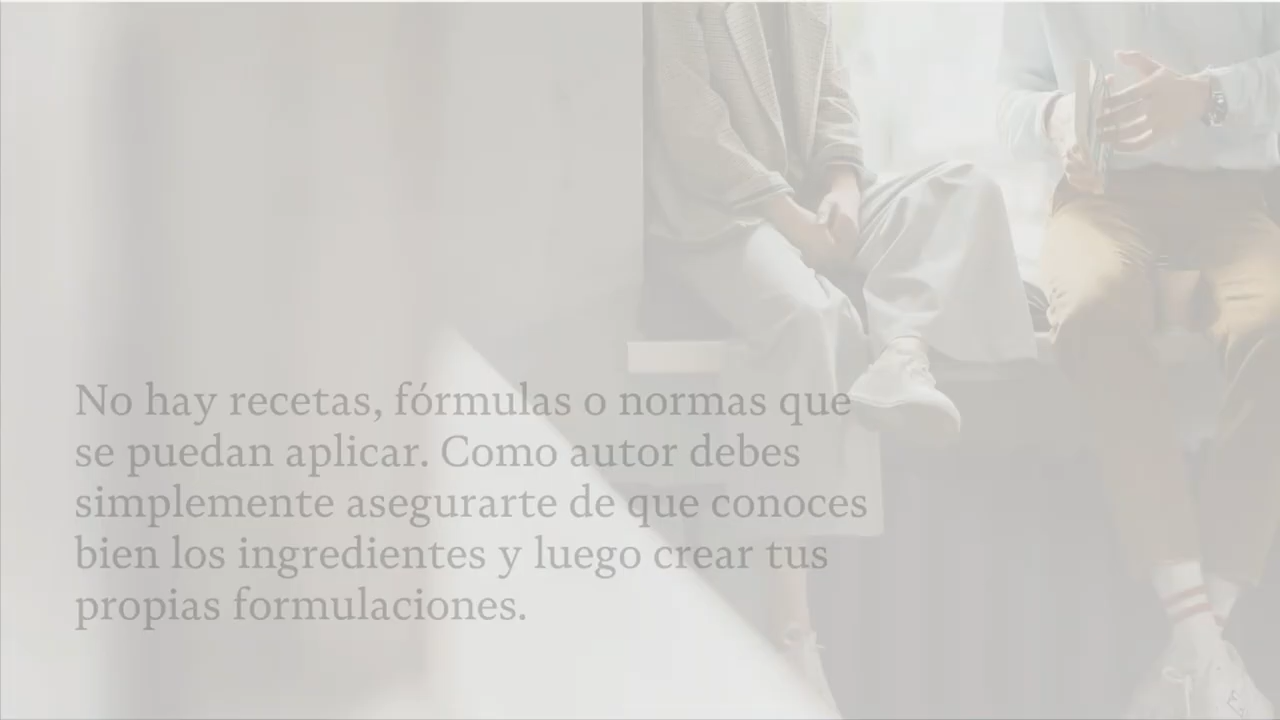 No hay recetas, fórmulas o normas que
se puedan aplicar. Como autor debes
simplemente asegurarte de que conoces
bien los ingredientes y luego crear tus
propias formulaciones.